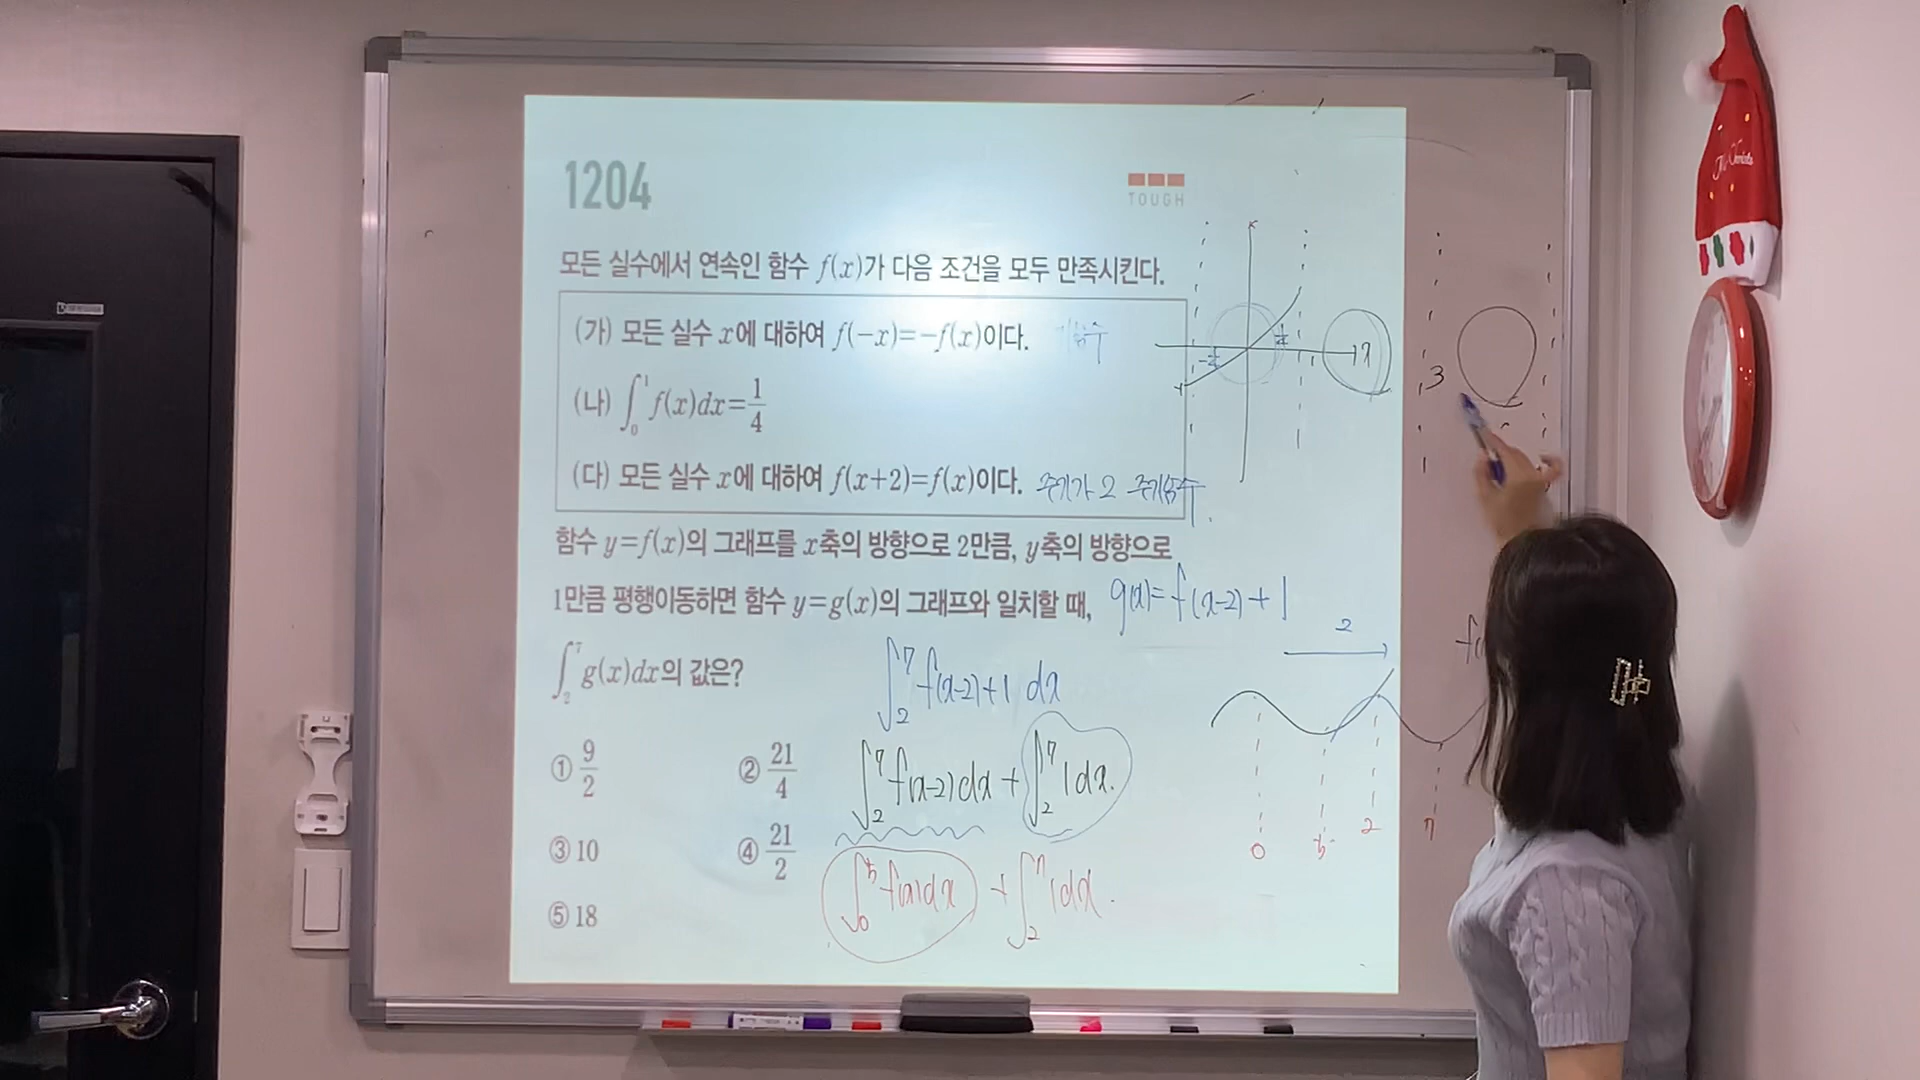 1204
TOUGH
모든 실수에서 연속인 함수 f(x)가 다음 조건을 모두 만족시킨다.
(가) 모든 실수 x에 대하여 f(-x)=-f(x)이다.
(나) ∫₀¹ f(x)dx=1/4
(다) 모든 실수 x에 대하여 f(x+2)=f(x)이다. 주기가 2 주기함수
함수 y=f(x)의 그래프를 x축의 방향으로 2만큼, y축의 방향으로
1만큼 평행이동하면 함수 y=g(x)의 그래프와 일치할 때, g(x)=f(x-2)+1
∫₂⁷ g(x)dx의 값은?
∫₂⁷ f(x-2)+1 dx
① 9/2 ② 21/4
∫₂⁷ f(x-2)dx + ∫₂⁷ 1dx.
③ 10 ④ 21/2
∫₀⁵ f(x)dx + ∫₂⁷ 1dx.
⑤ 18
3
2
0 5 2 7